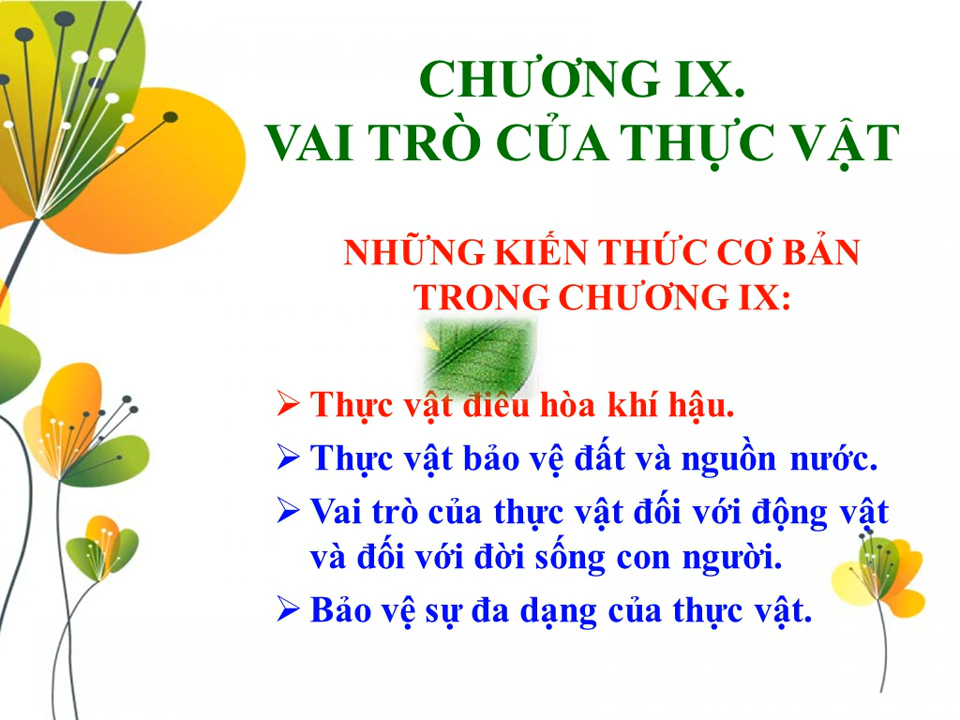 CHƯƠNG IX.
VAI TRÒ CỦA THỰC VẬT
NHỮNG KIẾN THỨC CƠ BẢN
TRONG CHƯƠNG IX:
➢ Thực vật điều hòa khí hậu.
➢ Thực vật bảo vệ đất và nguồn nước.
➢ Vai trò của thực vật đối với động vật
và đối với đời sống con người.
➢ Bảo vệ sự đa dạng của thực vật.